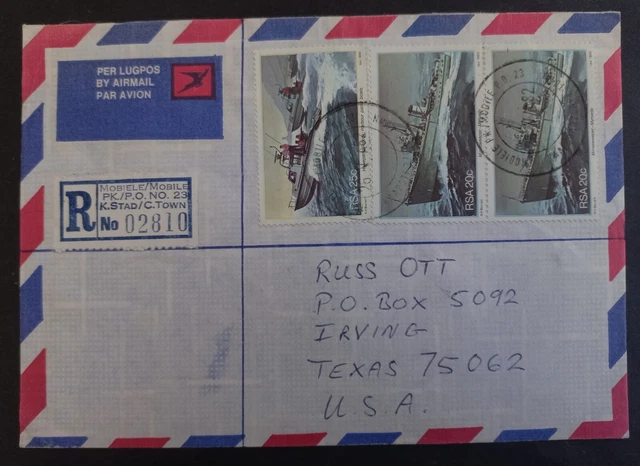 PER LUGPOS
BY AIRMAIL
PAR AVION
R
MOBIELE/MOBILE
PK./P.O. NO. 23
K.STAD/C.TOWN
No 02810
RSA 25c
RSA 20c
RSA 20c
RUSS OTT
P.O. BOX 5092
IRVING
TEXAS 75062
U.S.A.